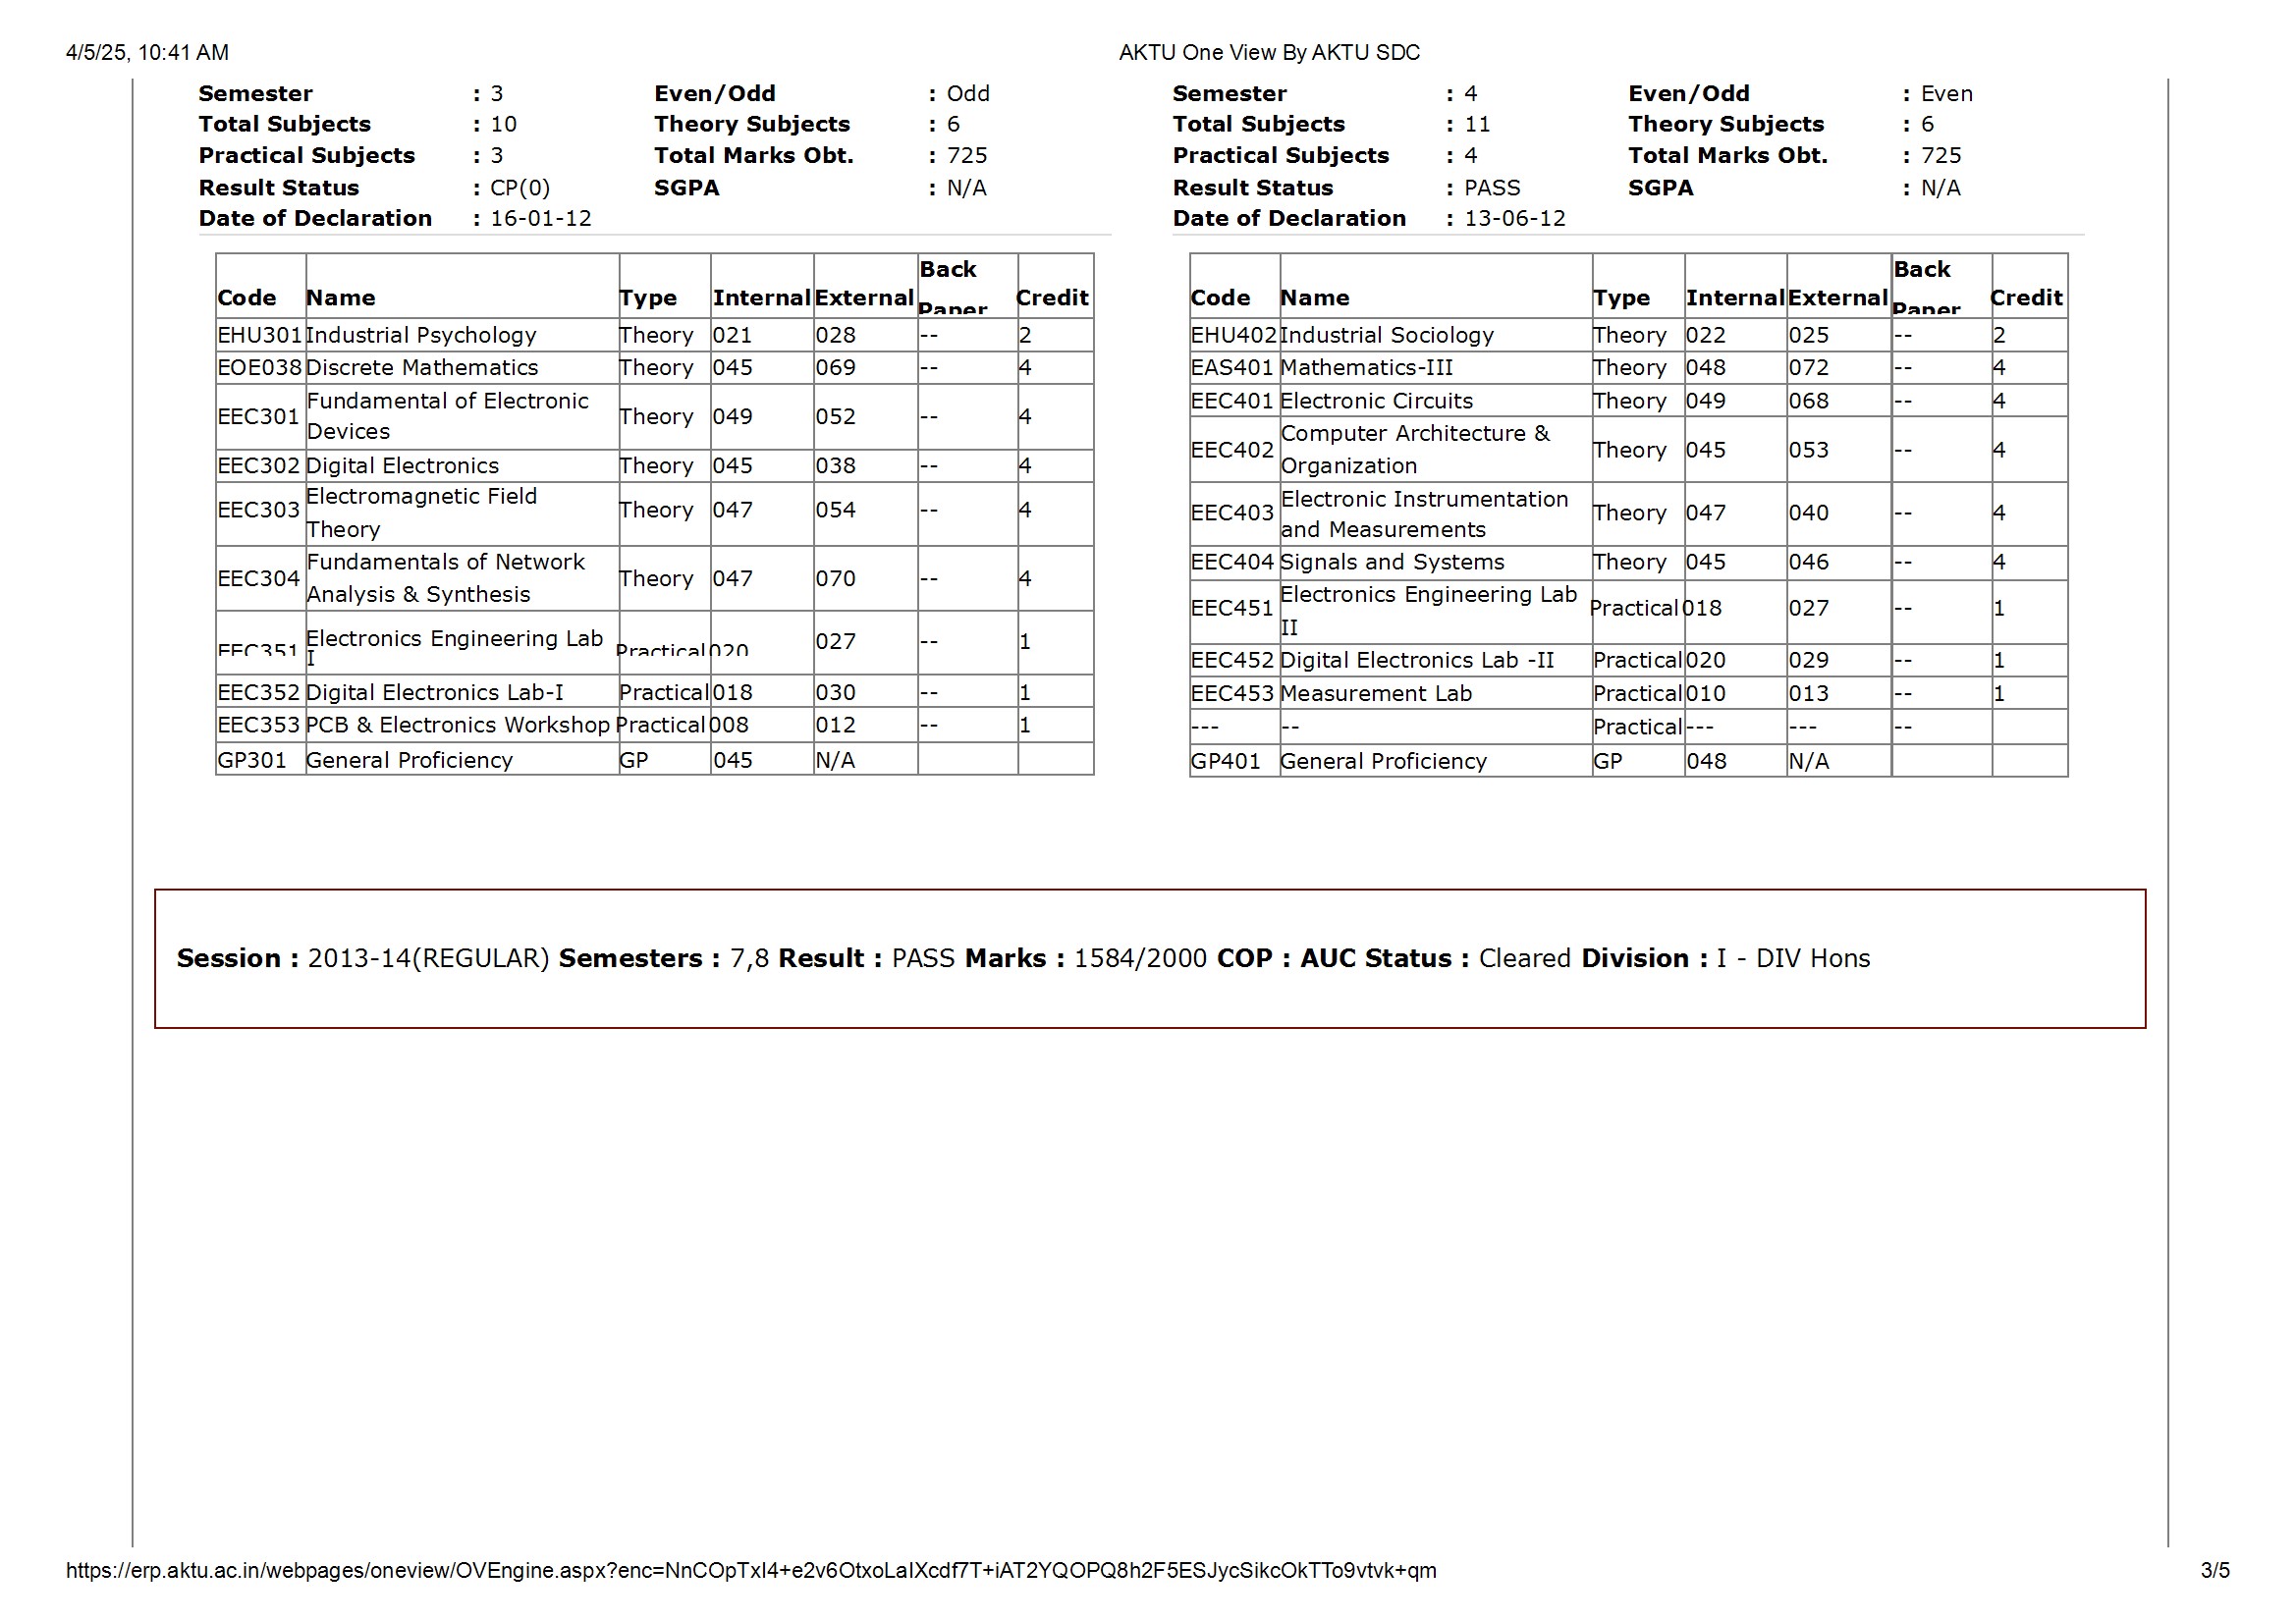 4/5/25, 10:41 AM AKTU One View By AKTU SDC
Semester : 3 Even/Odd : Odd
Total Subjects : 10 Theory Subjects : 6
Practical Subjects : 3 Total Marks Obt. : 725
Result Status : CP(0) SGPA : N/A
Date of Declaration : 16-01-12
Code Name Type Internal External Back Paper Credit
EHU301 Industrial Psychology Theory 021 028 -- 2
EOE038 Discrete Mathematics Theory 045 069 -- 4
EEC301 Fundamental of Electronic Devices Theory 049 052 -- 4
EEC302 Digital Electronics Theory 045 038 -- 4
EEC303 Electromagnetic Field Theory Theory 047 054 -- 4
EEC304 Fundamentals of Network Analysis & Synthesis Theory 047 070 -- 4
EEC351 Electronics Engineering Lab I Practical 020 027 -- 1
EEC352 Digital Electronics Lab-I Practical 018 030 -- 1
EEC353 PCB & Electronics Workshop Practical 008 012 -- 1
GP301 General Proficiency GP 045 N/A
Semester : 4 Even/Odd : Even
Total Subjects : 11 Theory Subjects : 6
Practical Subjects : 4 Total Marks Obt. : 725
Result Status : PASS SGPA : N/A
Date of Declaration : 13-06-12
Code Name Type Internal External Back Paper Credit
EHU402 Industrial Sociology Theory 022 025 -- 2
EAS401 Mathematics-III Theory 048 072 -- 4
EEC401 Electronic Circuits Theory 049 068 -- 4
EEC402 Computer Architecture & Organization Theory 045 053 -- 4
EEC403 Electronic Instrumentation and Measurements Theory 047 040 -- 4
EEC404 Signals and Systems Theory 045 046 -- 4
EEC451 Electronics Engineering Lab II Practical 018 027 -- 1
EEC452 Digital Electronics Lab -II Practical 020 029 -- 1
EEC453 Measurement Lab Practical 010 013 -- 1
--- -- Practical --- --- --
GP401 General Proficiency GP 048 N/A
Session : 2013-14(REGULAR) Semesters : 7,8 Result : PASS Marks : 1584/2000 COP : AUC Status : Cleared Division : I - DIV Hons
https://erp.aktu.ac.in/webpages/oneview/OVEngine.aspx?enc=NnCOpTxI4+e2v6OtxoLaIXcdf7T+iAT2YQOPQ8h2F5ESJycSikcOkTTo9vtvk+qm 3/5